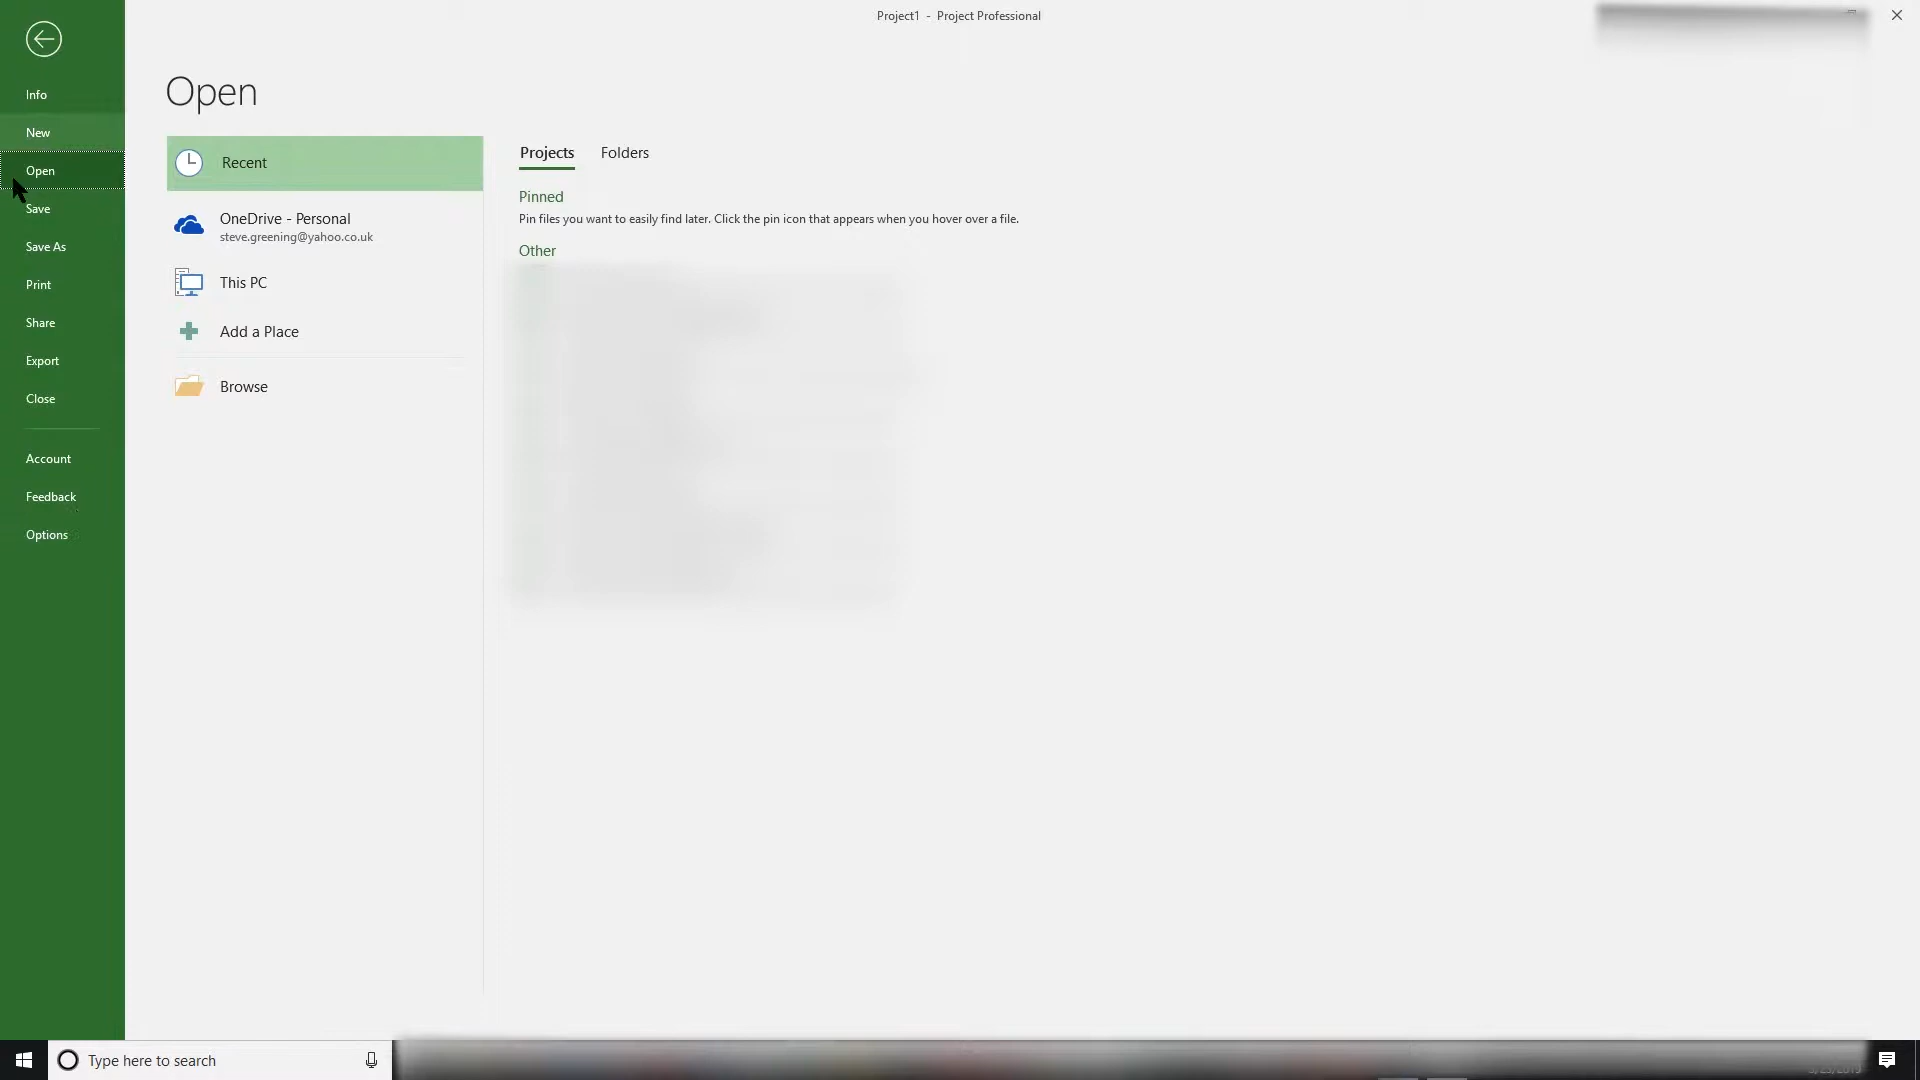 Project1 - Project Professional
Info
New
Open
Save
Save As
Print
Share
Export
Close
Account
Feedback
Options
Open
Recent
OneDrive - Personal
steve.greening@yahoo.co.uk
This PC
Add a Place
Browse
Projects Folders
Pinned
Pin files you want to easily find later. Click the pin icon that appears when you hover over a file.
Other
Type here to search